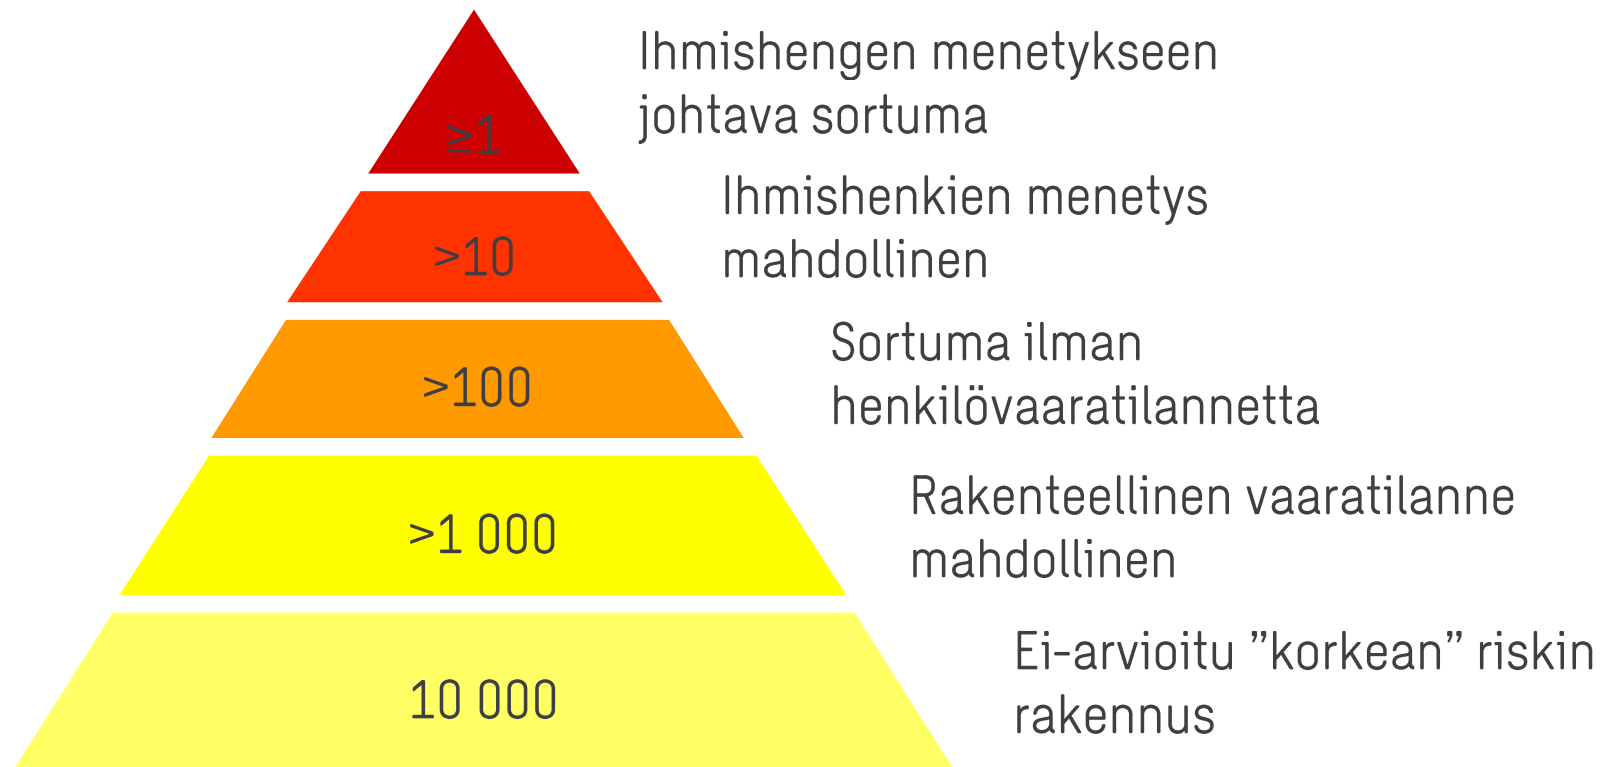 Ihmishengen menetykseen
johtava sortuma
≥1
Ihmishenkien menetys
mahdollinen
>10
Sortuma ilman
henkilövaaratilannetta
>100
Rakenteellinen vaaratilanne
mahdollinen
>1 000
Ei-arvioitu ”korkean” riskin
rakennus
10 000